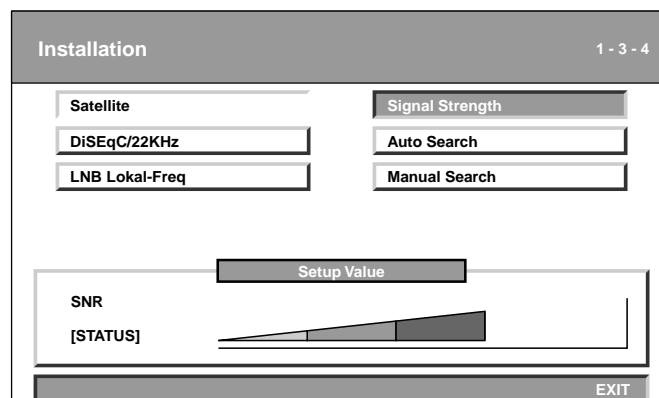 Installation
1 - 3 - 4
Satellite
Signal Strength
DiSEqC/22KHz
Auto Search
LNB Lokal-Freq
Manual Search
Setup Value
SNR
[STATUS]
EXIT